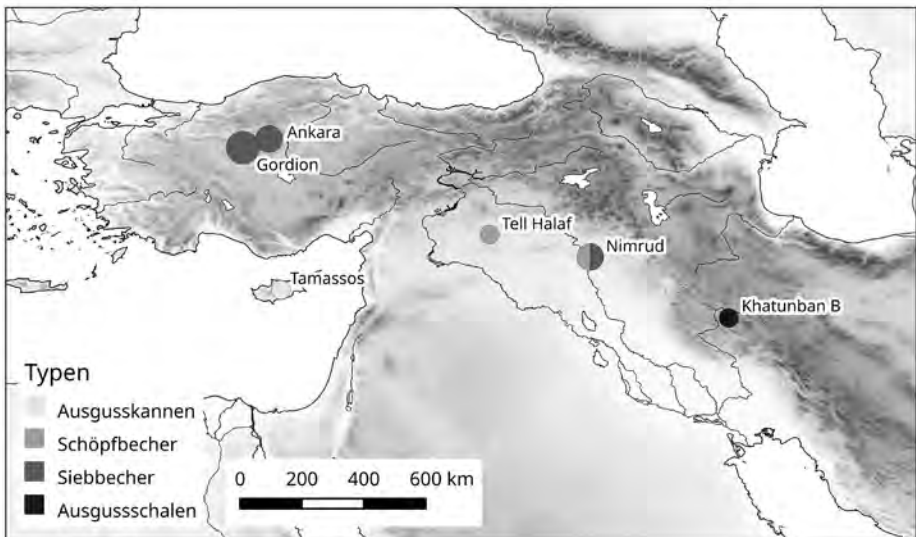 Ankara
Gordion
Tell Halaf
Nimrud
Tamassos
Khatunban B
Typen
Ausgusskannen
Schöpfbecher
Siebbecher
Ausgussschalen
0 200 400 600 km